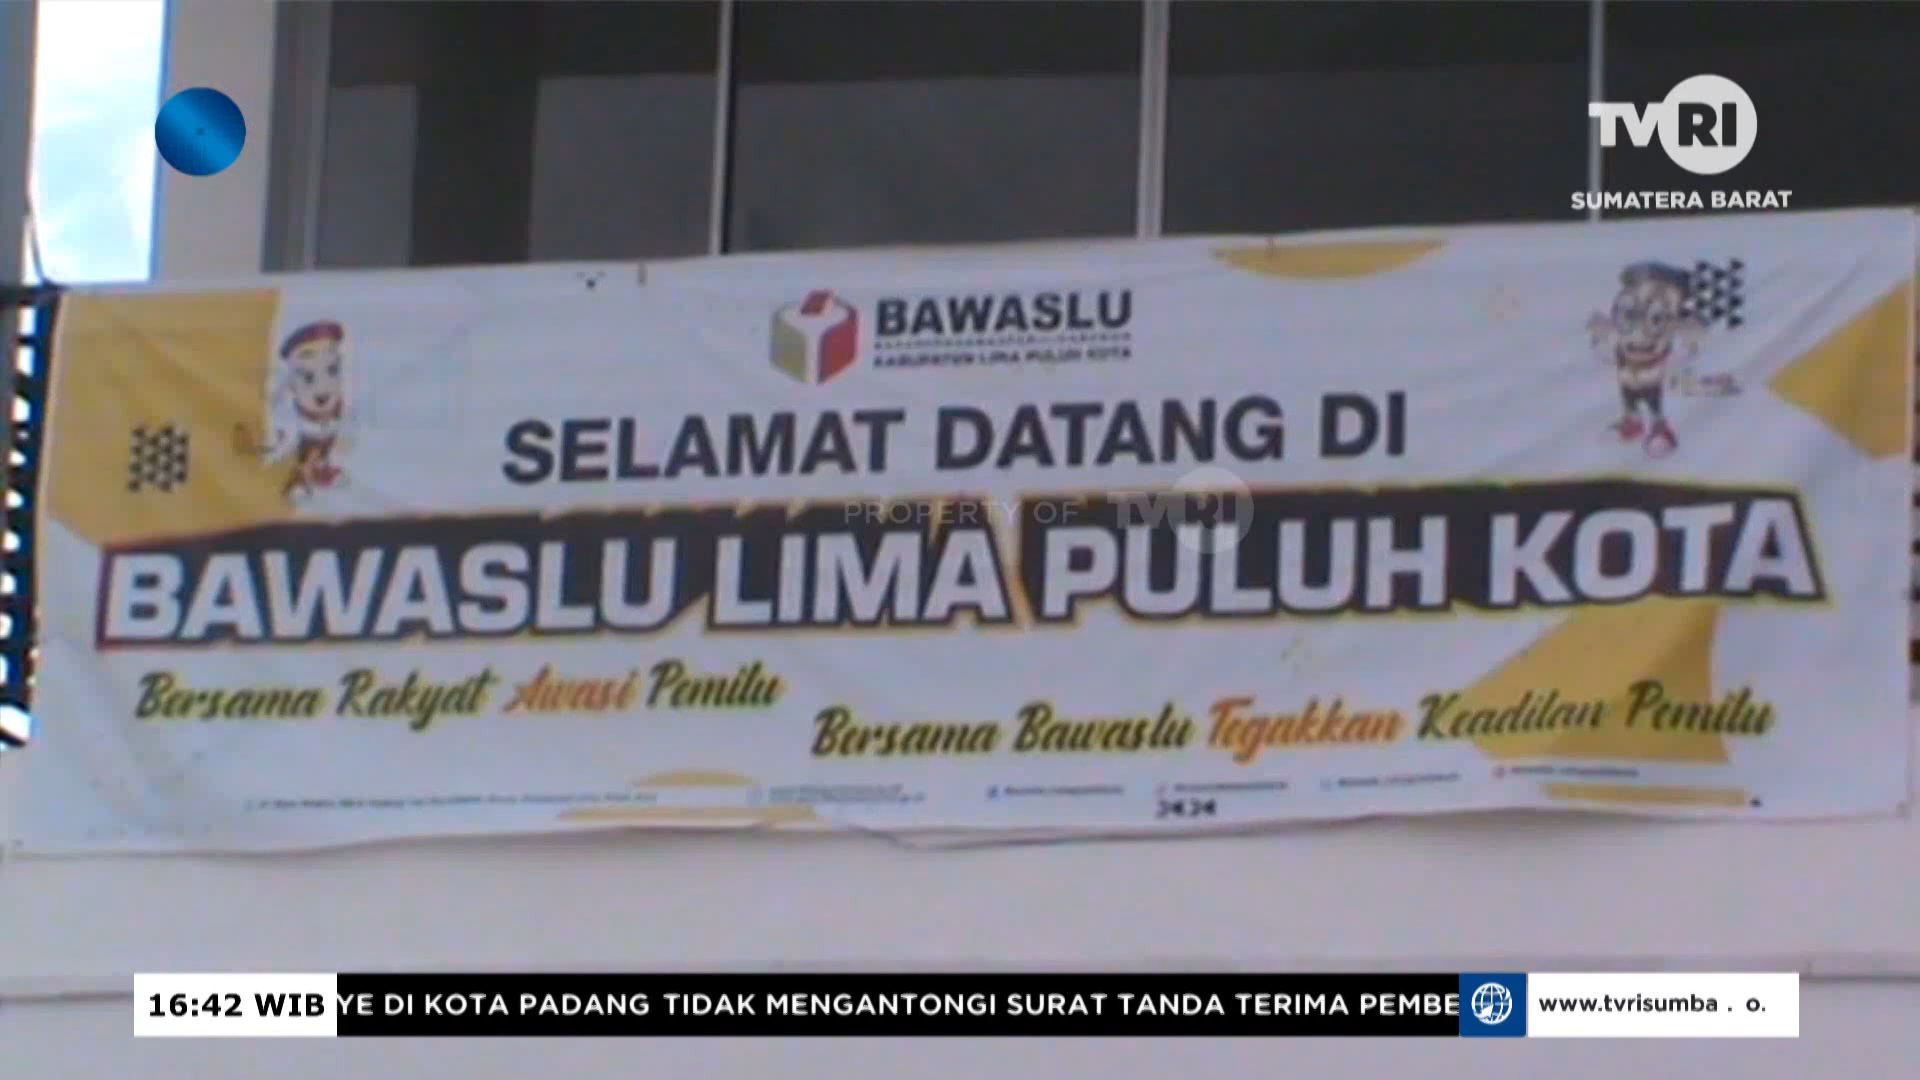 TVRI
SUMATERA BARAT
BAWASLU
KABUPATEN LIMA PULUH KOTA
SELAMAT DATANG DI
BAWASLU LIMA PULUH KOTA
PROPERTY OF TVRI
Bersama Rakyat Awasi Pemilu
Bersama Bawaslu Tegakkan Keadilan Pemilu
16:42 WIB
YE DI KOTA PADANG TIDAK MENGANTONGI SURAT TANDA TERIMA PEMBE
www.tvrisumba . o.